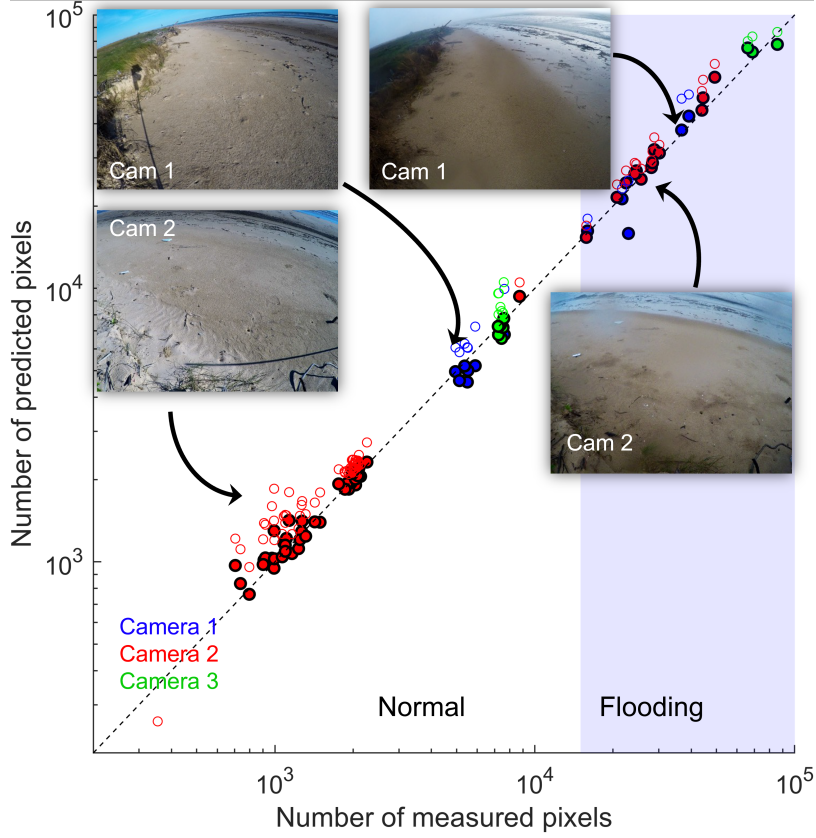 10^5
Cam 1
Cam 1
Cam 2
10^4
Cam 2
10^3
Camera 1
Camera 2
Camera 3
Normal
Flooding
10^3
10^4
10^5
Number of measured pixels
Number of predicted pixels